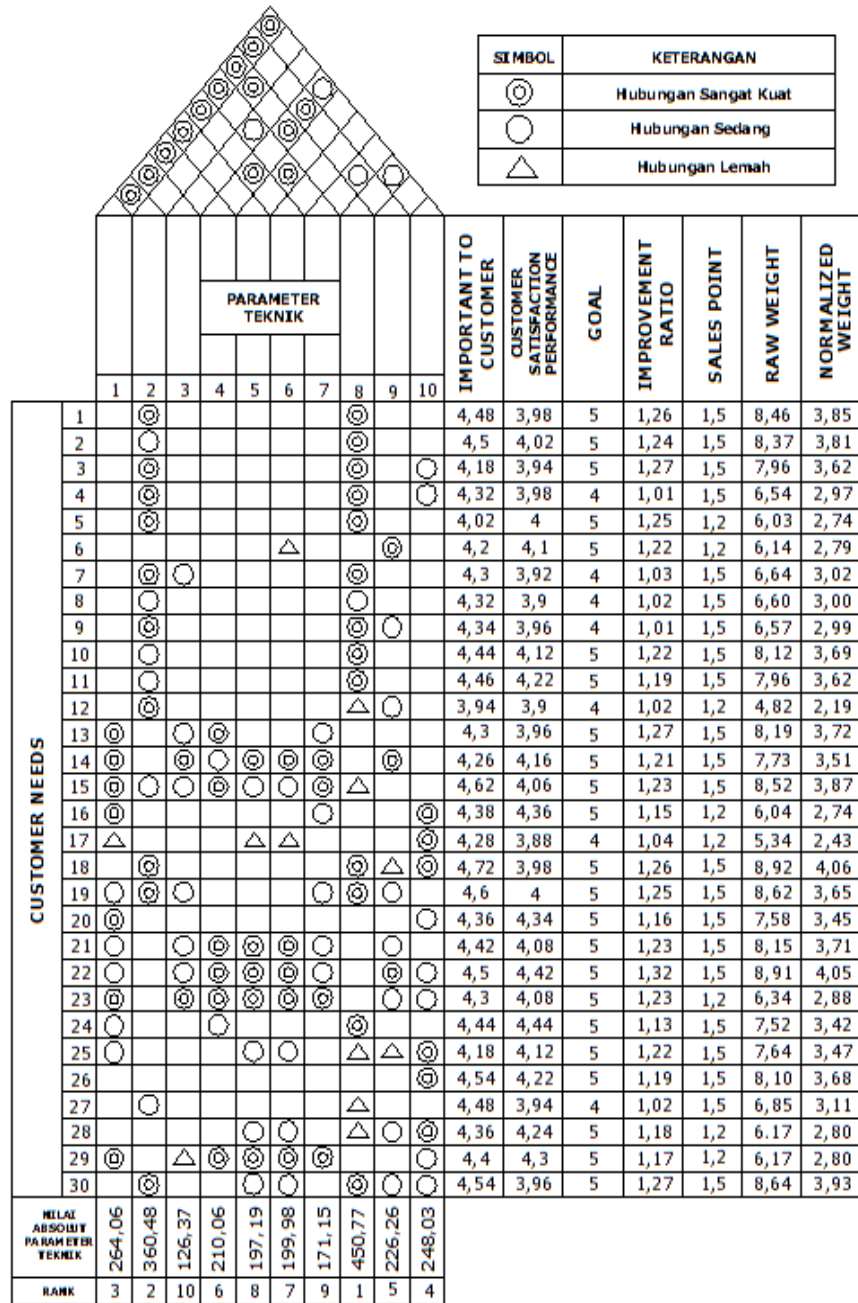 SIMBOL KETERANGAN
Hubungan Sangat Kuat
Hubungan Sedang
Hubungan Lemah
PARAMETER
TEKNIK
IMPORTANT TO
CUSTOMER
CUSTOMER
SATISFACTION
PERFORMANCE
GOAL
IMPROVEMENT
RATIO
SALES POINT
RAW WEIGHT
NORMALIZED
WEIGHT
1 2 3 4 5 6 7 8 9 10
CUSTOMER NEEDS
1 4,48 3,98 5 1,26 1,5 8,46 3,85
2 4,5 4,02 5 1,24 1,5 8,37 3,81
3 4,18 3,94 5 1,27 1,5 7,96 3,62
4 4,32 3,98 4 1,01 1,5 6,54 2,97
5 4,02 4 5 1,25 1,2 6,03 2,74
6 4,2 4,1 5 1,22 1,2 6,14 2,79
7 4,3 3,92 4 1,03 1,5 6,64 3,02
8 4,32 3,9 4 1,02 1,5 6,60 3,00
9 4,34 3,96 4 1,01 1,5 6,57 2,99
10 4,44 4,12 5 1,22 1,5 8,12 3,69
11 4,46 4,22 5 1,19 1,5 7,96 3,62
12 3,94 3,9 4 1,02 1,2 4,82 2,19
13 4,3 3,96 5 1,27 1,5 8,19 3,72
14 4,26 4,16 5 1,21 1,5 7,73 3,51
15 4,62 4,06 5 1,23 1,5 8,52 3,87
16 4,38 4,36 5 1,15 1,2 6,04 2,74
17 4,28 3,88 4 1,04 1,2 5,34 2,43
18 4,72 3,98 5 1,26 1,5 8,92 4,06
19 4,6 4 5 1,25 1,5 8,62 3,65
20 4,36 4,34 5 1,16 1,5 7,58 3,45
21 4,42 4,08 5 1,23 1,5 8,15 3,71
22 4,5 4,42 5 1,32 1,5 8,91 4,05
23 4,3 4,08 5 1,23 1,2 6,34 2,88
24 4,44 4,44 5 1,13 1,5 7,52 3,42
25 4,18 4,12 5 1,22 1,5 7,64 3,47
26 4,54 4,22 5 1,19 1,5 8,10 3,68
27 4,48 3,94 4 1,02 1,5 6,85 3,11
28 4,36 4,24 5 1,18 1,2 6.17 2,80
29 4,4 4,3 5 1,17 1,2 6,17 2,80
30 4,54 3,96 5 1,27 1,5 8,64 3,93
NILAI
ABSOLUT
PARAMETER
TEKNIK
264,06 360,48 126,37 210,06 197,19 199,98 171,15 450,77 226,26 248,03
RANK 3 2 10 6 8 7 9 1 5 4